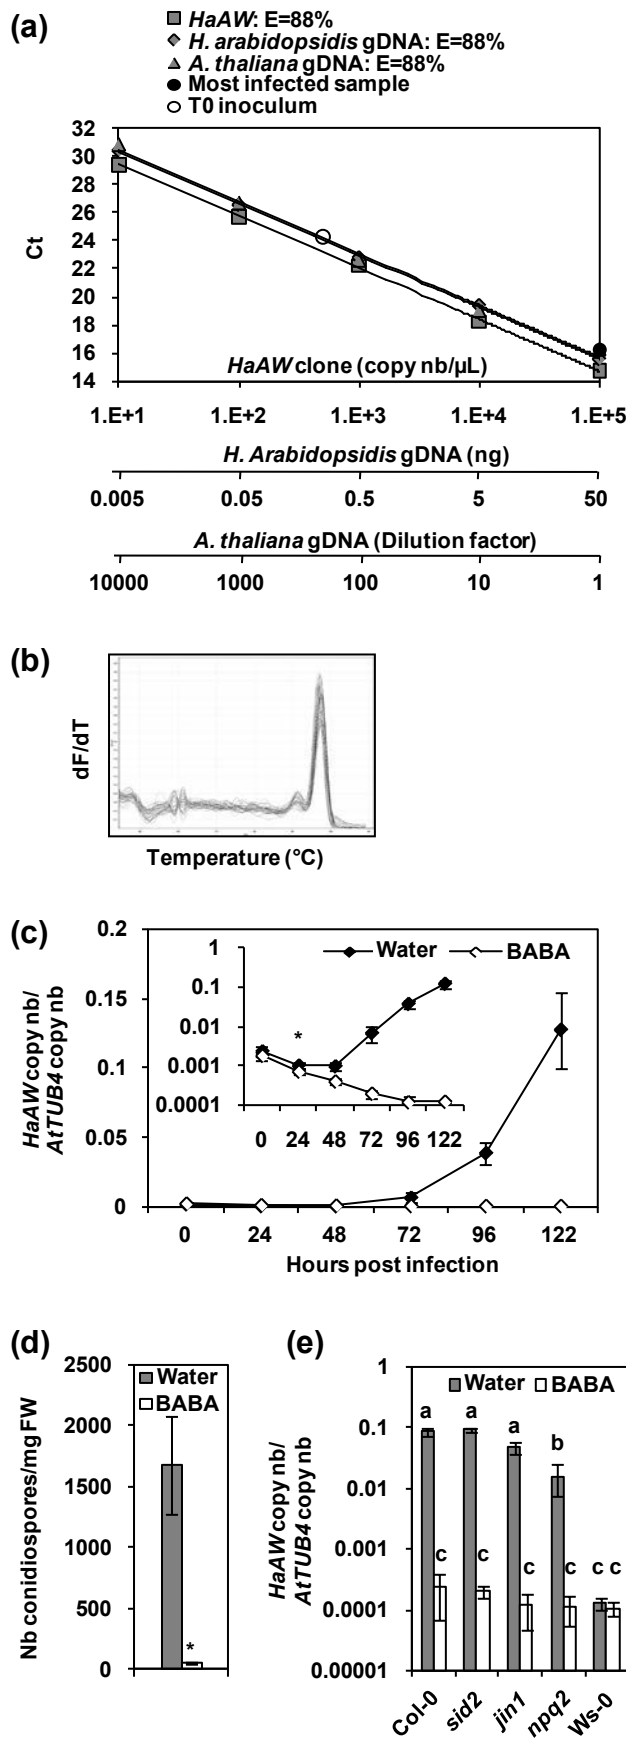 (a)
HaAW: E=88%
H. arabidopsidis gDNA: E=88%
A. thaliana gDNA: E=88%
Most infected sample
T0 inoculum
32
30
28
26
24
22
20
18
16
14
Ct
HaAW clone (copy nb/µL)
1.E+1 1.E+2 1.E+3 1.E+4 1.E+5
H. Arabidopsidis gDNA (ng)
0.005 0.05 0.5 5 50
A. thaliana gDNA (Dilution factor)
10000 1000 100 10 1
(b)
dF/dT
Temperature (°C)
(c)
HaAW copy nb/
AtTUB4 copy nb
0.2
0.15
0.1
0.05
0
Water BABA
1
0.1
0.01
0.001
0.0001
*
0 24 48 72 96 122
0 24 48 72 96 122
Hours post infection
(d)
Nb conidiospores/mg FW
2500
2000
1500
1000
500
0
Water
BABA
*
(e)
HaAW copy nb/
AtTUB4 copy nb
1
0.1
0.01
0.001
0.0001
0.00001
Water BABA
a a a b
c c c c c c
Col-0 sid2 jin1 npq2 Ws-0